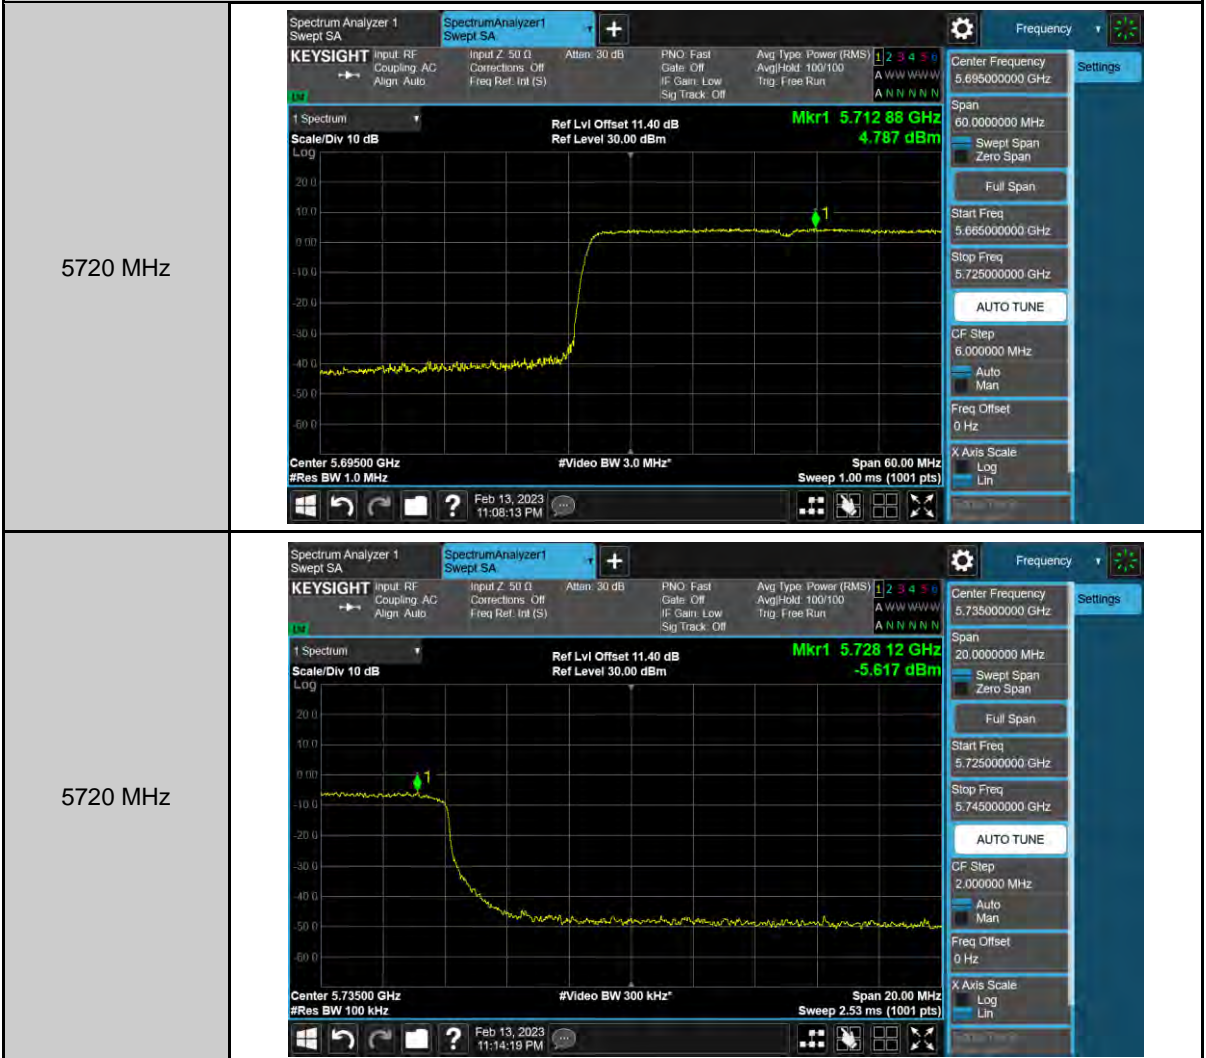 5720 MHz
Spectrum Analyzer 1
Swept SA
SpectrumAnalyzer1
Swept SA
Frequency
KEYSIGHT
Input: RF
Coupling: AC
Align: Auto
Input Z: 50 Ω
Corrections: Off
Freq Ref: Int (S)
Atten: 30 dB
PNO: Fast
Gate: Off
IF Gain: Low
Sig Track: Off
Avg Type: Power (RMS)
Avg|Hold: 100/100
Trig: Free Run
1 2 3 4 5 6
A W W W W W
A N N N N N
1 Spectrum
Scale/Div 10 dB
Log
Ref Lvl Offset 11.40 dB
Ref Level 30.00 dBm
Mkr1 5.712 88 GHz
4.787 dBm
20.0
10.0
0.00
-10.0
-20.0
-30.0
-40.0
-50.0
-60.0
1
Center 5.69500 GHz
#Res BW 1.0 MHz
#Video BW 3.0 MHz*
Span 60.00 MHz
Sweep 1.00 ms (1001 pts)
Feb 13, 2023
11:08:13 PM
Center Frequency
5.695000000 GHz
Settings
Span
60.0000000 MHz
Swept Span
Zero Span
Full Span
Start Freq
5.665000000 GHz
Stop Freq
5.725000000 GHz
AUTO TUNE
CF Step
6.000000 MHz
Auto
Man
Freq Offset
0 Hz
X Axis Scale
Log
Lin
5720 MHz
Spectrum Analyzer 1
Swept SA
SpectrumAnalyzer1
Swept SA
Frequency
KEYSIGHT
Input: RF
Coupling: AC
Align: Auto
Input Z: 50 Ω
Corrections: Off
Freq Ref: Int (S)
Atten: 30 dB
PNO: Fast
Gate: Off
IF Gain: Low
Sig Track: Off
Avg Type: Power (RMS)
Avg|Hold: 100/100
Trig: Free Run
1 2 3 4 5 6
A W W W W W
A N N N N N
1 Spectrum
Scale/Div 10 dB
Log
Ref Lvl Offset 11.40 dB
Ref Level 30.00 dBm
Mkr1 5.728 12 GHz
-5.617 dBm
20.0
10.0
0.00
-10.0
-20.0
-30.0
-40.0
-50.0
-60.0
1
Center 5.73500 GHz
#Res BW 100 kHz
#Video BW 300 kHz*
Span 20.00 MHz
Sweep 2.53 ms (1001 pts)
Feb 13, 2023
11:14:19 PM
Center Frequency
5.735000000 GHz
Settings
Span
20.0000000 MHz
Swept Span
Zero Span
Full Span
Start Freq
5.725000000 GHz
Stop Freq
5.745000000 GHz
AUTO TUNE
CF Step
2.000000 MHz
Auto
Man
Freq Offset
0 Hz
X Axis Scale
Log
Lin